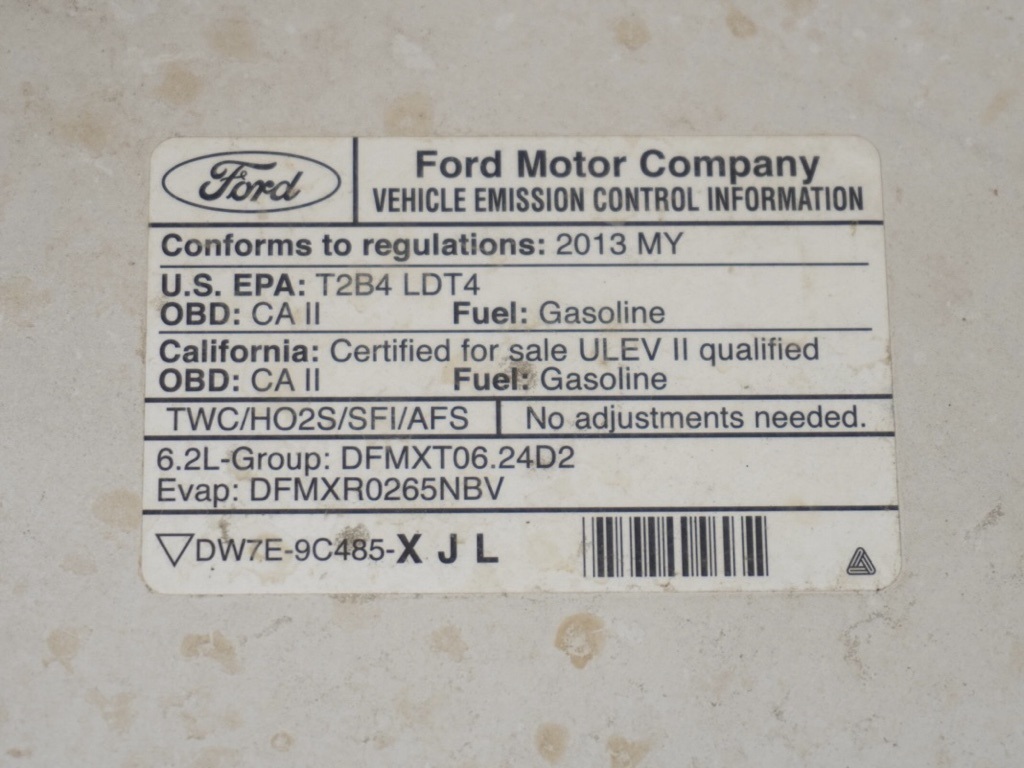 Ford
Ford Motor Company
VEHICLE EMISSION CONTROL INFORMATION
Conforms to regulations: 2013 MY
U.S. EPA: T2B4 LDT4
OBD: CA II Fuel: Gasoline
California: Certified for sale ULEV II qualified
OBD: CA II Fuel: Gasoline
TWC/HO2S/SFI/AFS No adjustments needed.
6.2L-Group: DFMXT06.24D2
Evap: DFMXR0265NBV
DW7E-9C485-X J L